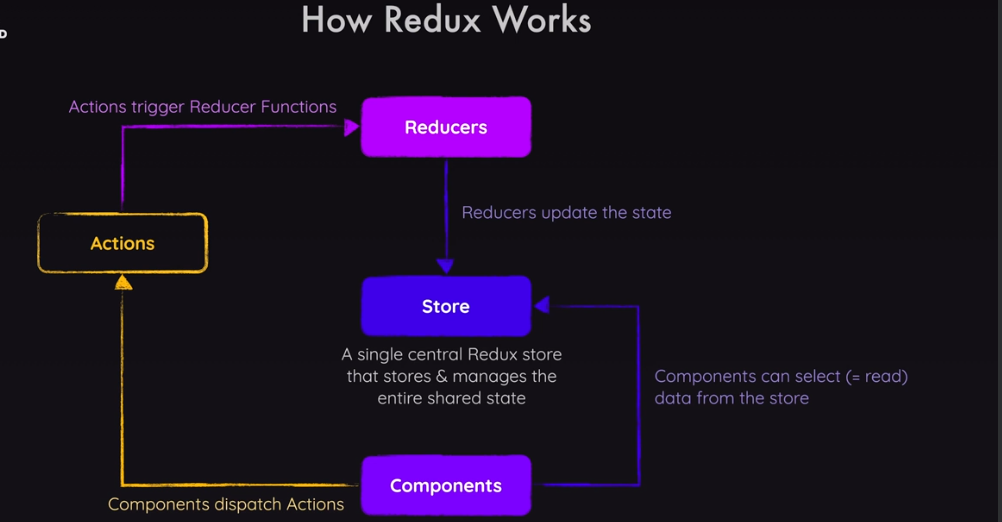 How Redux Works
D
Actions trigger Reducer Functions
Reducers
Reducers update the state
Actions
Store
A single central Redux store
that stores & manages the
entire shared state
Components can select (= read)
data from the store
Components
Components dispatch Actions